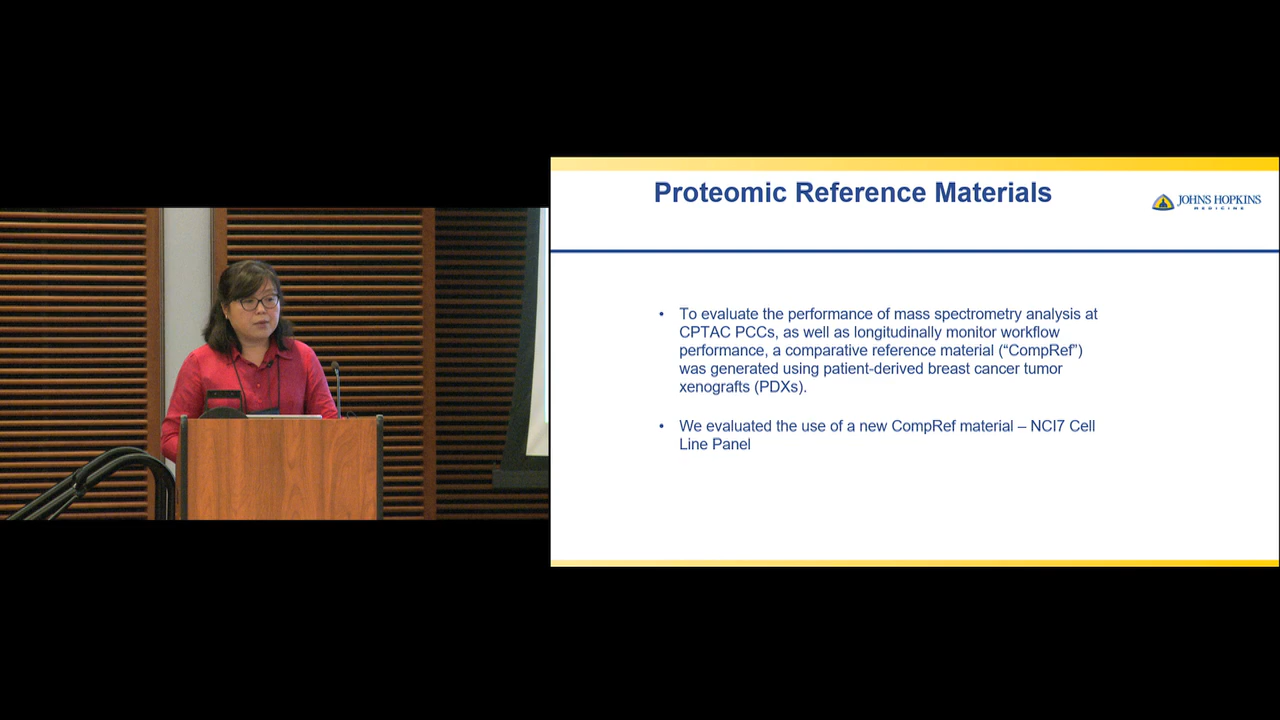 Proteomic Reference Materials
JOHNS HOPKINS
MEDICINE
• To evaluate the performance of mass spectrometry analysis at
CPTAC PCCs, as well as longitudinally monitor workflow
performance, a comparative reference material (“CompRef”)
was generated using patient-derived breast cancer tumor
xenografts (PDXs).
• We evaluated the use of a new CompRef material – NCI7 Cell
Line Panel